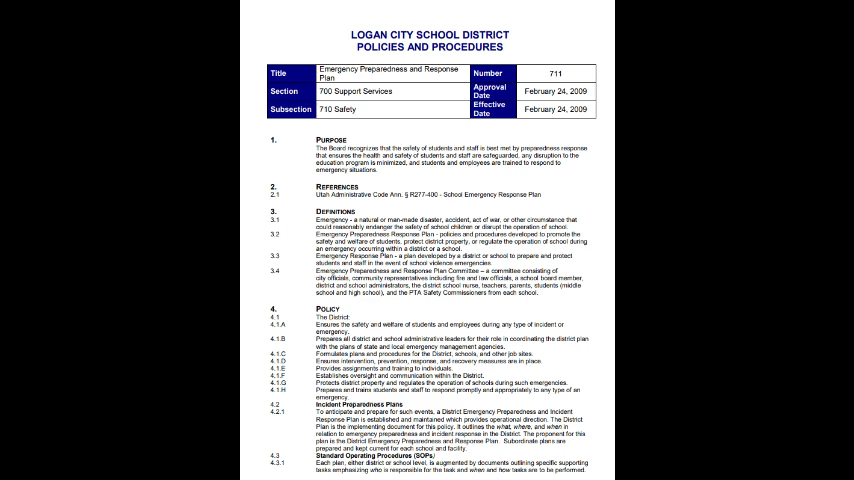 LOGAN CITY SCHOOL DISTRICT
POLICIES AND PROCEDURES
Title Emergency Preparedness and Response Plan Number 711
Section 700 Support Services Approval Date February 24, 2009
Subsection 710 Safety Effective Date February 24, 2009
1. PURPOSE
The Board recognizes that the safety of students and staff is best met by preparedness response
that ensures the health and safety of students and staff are safeguarded, any disruption to the
education program is minimized, and students and employees are trained to respond to
emergency situations.
2. REFERENCES
2.1 Utah Administrative Code Ann. § R277-400 - School Emergency Response Plan
3. DEFINITIONS
3.1 Emergency - a natural or man-made disaster, accident, act of war, or other circumstance that
could reasonably endanger the safety of school children or disrupt the operation of school.
3.2 Emergency Preparedness Response Plan - policies and procedures developed to promote the
safety and welfare of students, protect district property, or regulate the operation of school during
an emergency occurring within a district or a school.
3.3 Emergency Response Plan - a plan developed by a district or school to prepare and protect
students and staff in the event of school violence emergencies.
3.4 Emergency Preparedness and Response Plan Committee – a committee consisting of
city officials, community representatives including fire and law officials, a school board member,
district and school administrators, the district school nurse, teachers, parents, students (middle
school and high school), and the PTA Safety Commissioners from each school.
4. POLICY
4.1 The District:
4.1.A Ensures the safety and welfare of students and employees during any type of incident or
emergency.
4.1.B Prepares all district and school administrative leaders for their role in coordinating the district plan
with the plans of state and local emergency management agencies.
4.1.C Formulates plans and procedures for the District, schools, and other job sites.
4.1.D Ensures intervention, prevention, response, and recovery measures are in place.
4.1.E Provides assignments and training to individuals.
4.1.F Establishes oversight and communication within the District.
4.1.G Protects district property and regulates the operation of schools during such emergencies.
4.1.H Prepares and trains students and staff to respond promptly and appropriately to any type of an
emergency.
4.2 Incident Preparedness Plans
4.2.1 To anticipate and prepare for such events, a District Emergency Preparedness and Incident
Response Plan is established and maintained which provides operational direction. The District
Plan is the implementing document for this policy. It outlines the what, where, and when in
relation to emergency preparedness and incident response in the District. The proponent for this
plan is the District Emergency Preparedness and Response Plan. Subordinate plans are
prepared and kept current for each school and facility.
4.3 Standard Operating Procedures (SOPs)
4.3.1 Each plan, either district or school level, is augmented by documents outlining specific supporting
tasks emphasizing who is responsible for the task and when and how tasks are to be performed.